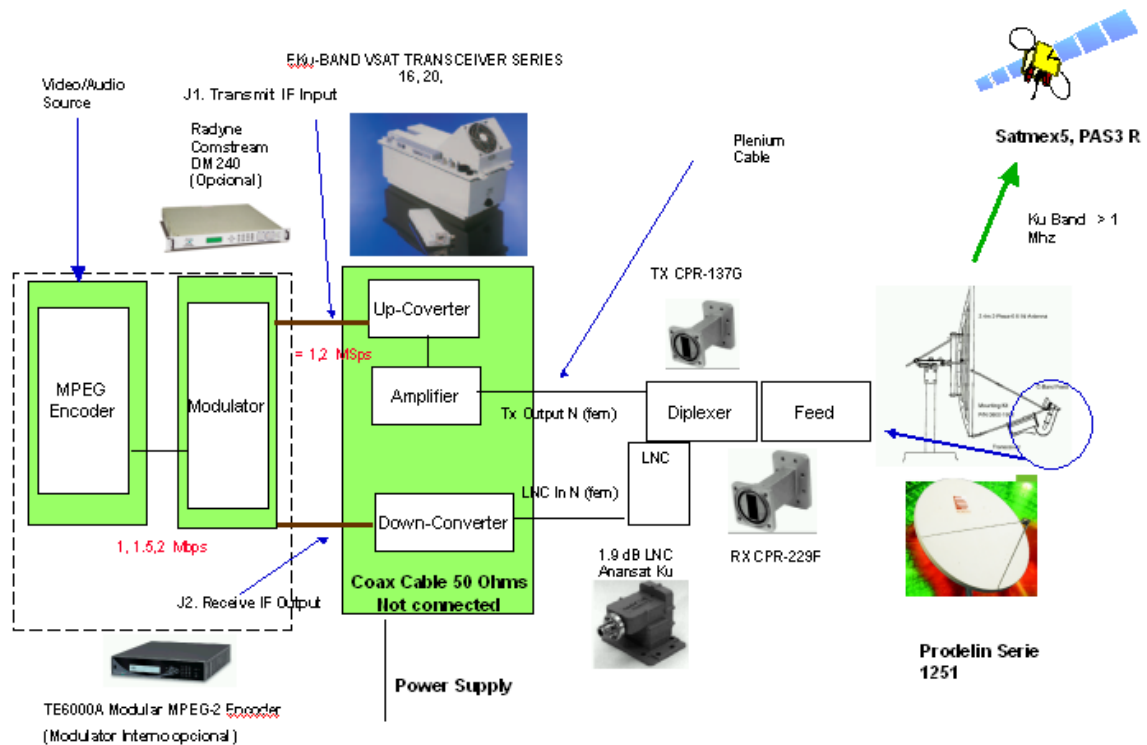 EKu-BAND VSAT TRANSCEIVER SERIES
16, 20,
Video/Audio
Source
J1. Transmit IF Input
Radyne
Comstream
DM 240
(Opcional)
Plenium
Cable
Satmex5, PAS3 R
Ku Band > 1
Mhz
TX CPR-137G
Up-Coverter
= 1,2 MSps
MPEG
Encoder
Modulator
Amplifier
Tx Output N (fem)
Diplexer
Feed
LNC
LNC In N (fem)
Down-Converter
1, 1.5,2 Mbps
RX CPR-229F
1.9 dB LNC
Anansat Ku
Coax Cable 50 Ohms
Not connected
J2. Receive IF Output
Prodelin Serie
1251
Power Supply
TE6000A Modular MPEG-2 Encoder
(Modulator Interno opcional)